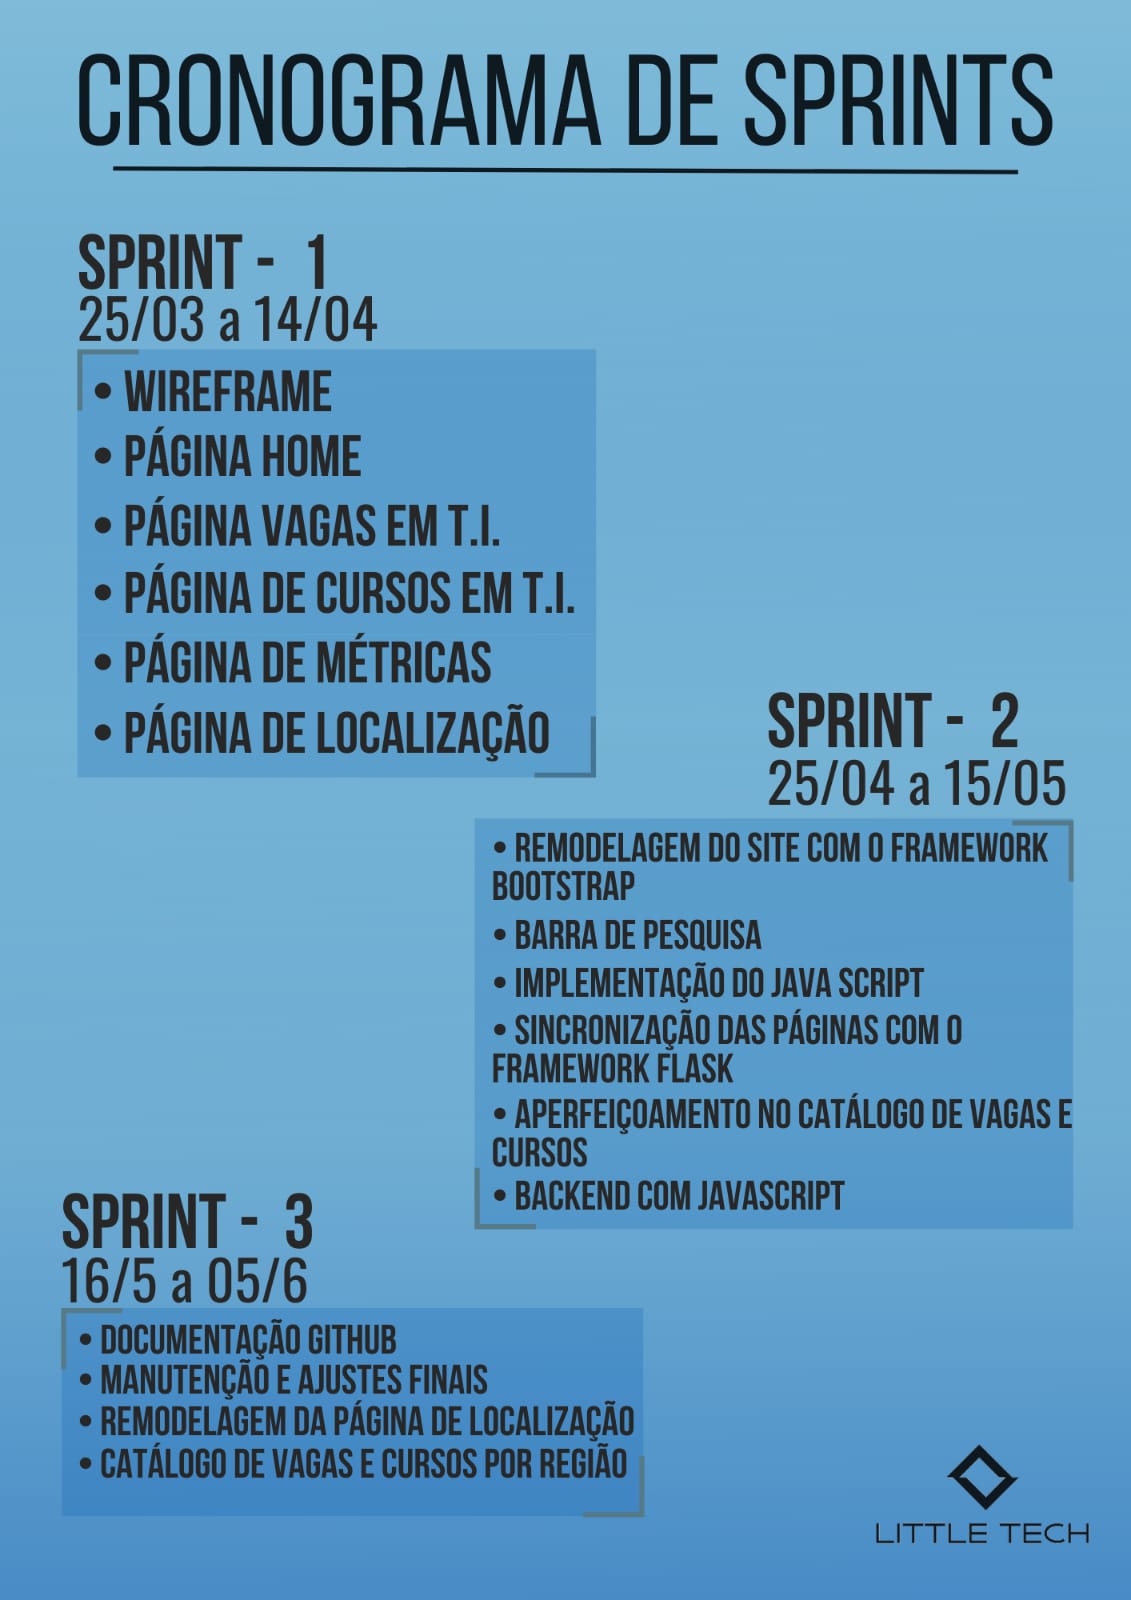 CRONOGRAMA DE SPRINTS
SPRINT - 1
25/03 a 14/04
• WIREFRAME
• PÁGINA HOME
• PÁGINA VAGAS EM T.I.
• PÁGINA DE CURSOS EM T.I.
• PÁGINA DE MÉTRICAS
• PÁGINA DE LOCALIZAÇÃO
SPRINT - 2
25/04 a 15/05
• REMODELAGEM DO SITE COM O FRAMEWORK
BOOTSTRAP
• BARRA DE PESQUISA
• IMPLEMENTAÇÃO DO JAVA SCRIPT
• SINCRONIZAÇÃO DAS PÁGINAS COM O
FRAMEWORK FLASK
• APERFEIÇOAMENTO NO CATÁLOGO DE VAGAS E
CURSOS
• BACKEND COM JAVASCRIPT
SPRINT - 3
16/5 a 05/6
• DOCUMENTAÇÃO GITHUB
• MANUTENÇÃO E AJUSTES FINAIS
• REMODELAGEM DA PÁGINA DE LOCALIZAÇÃO
• CATÁLOGO DE VAGAS E CURSOS POR REGIÃO
LITTLE TECH